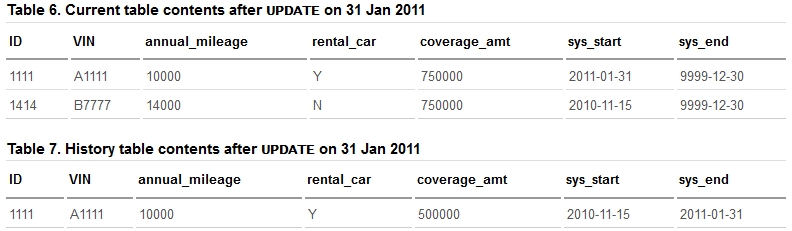 Table 6. Current table contents after UPDATE on 31 Jan 2011
ID VIN annual_mileage rental_car coverage_amt sys_start sys_end
1111 A1111 10000 Y 750000 2011-01-31 9999-12-30
1414 B7777 14000 N 750000 2010-11-15 9999-12-30
Table 7. History table contents after UPDATE on 31 Jan 2011
ID VIN annual_mileage rental_car coverage_amt sys_start sys_end
1111 A1111 10000 Y 500000 2010-11-15 2011-01-31